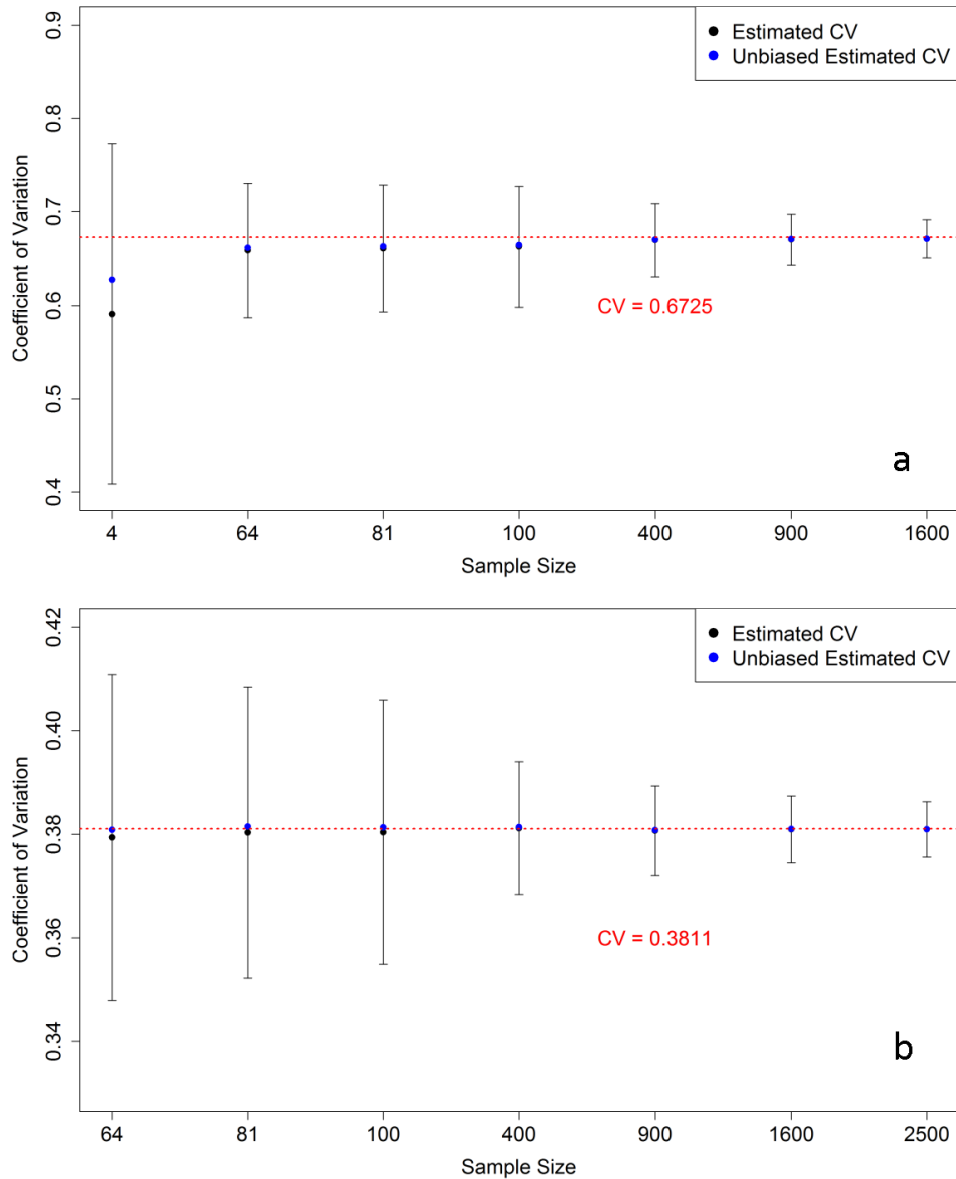 0.9
Estimated CV
Unbiased Estimated CV
0.8
0.7
0.6
0.5
0.4
Coefficient of Variation
CV = 0.6725
a
4 64 81 100 400 900 1600
Sample Size
0.42
Estimated CV
Unbiased Estimated CV
0.40
0.38
0.36
0.34
Coefficient of Variation
CV = 0.3811
b
64 81 100 400 900 1600 2500
Sample Size